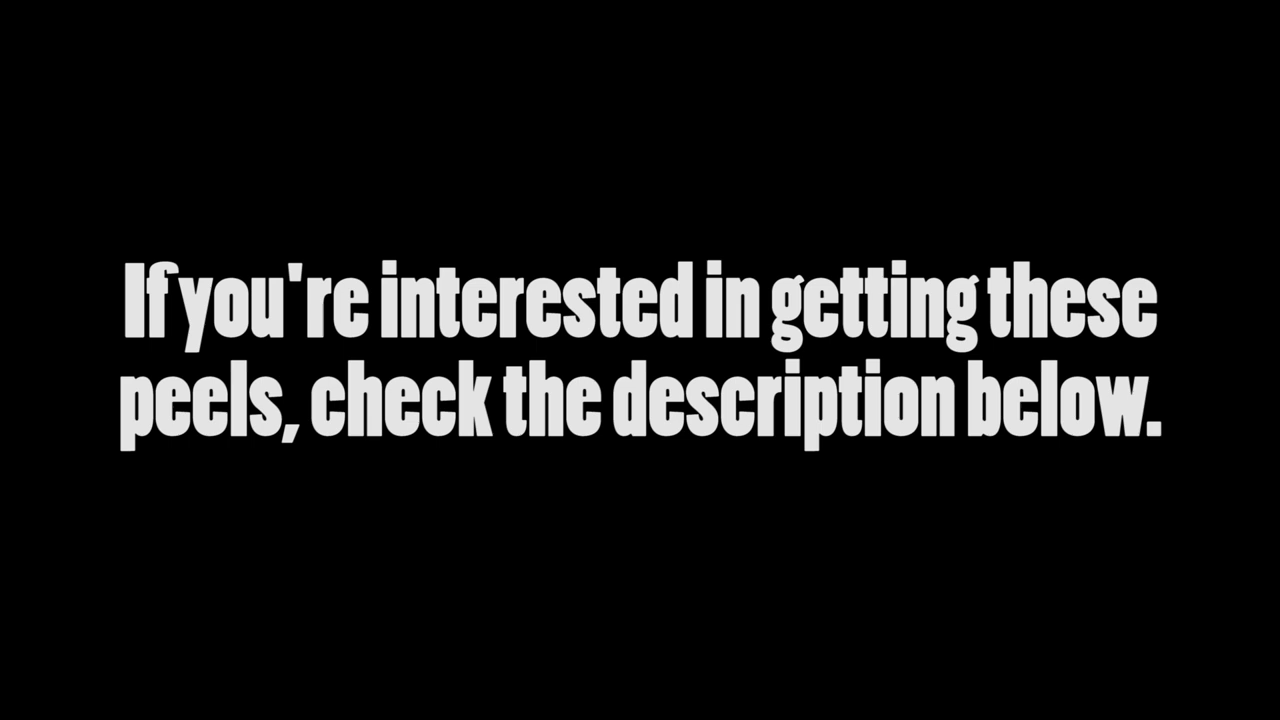 If you're interested in getting these
peels, check the description below.